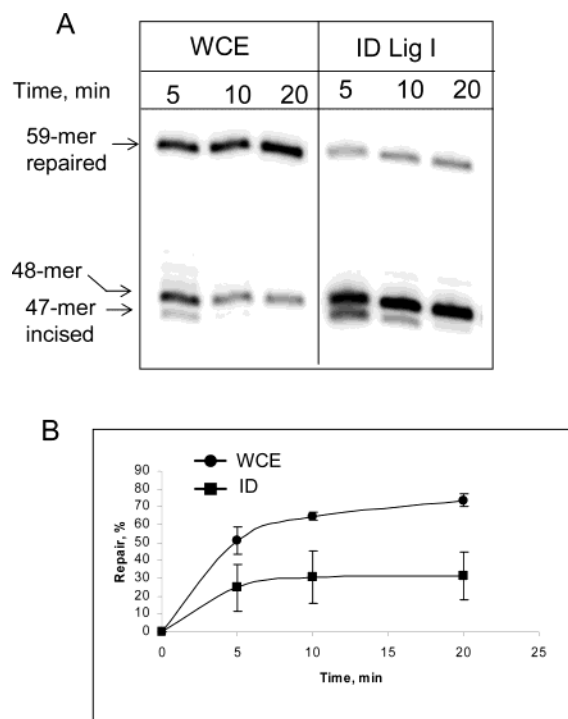 A
WCE ID Lig I
Time, min 5 10 20 5 10 20
59-mer
repaired
48-mer
47-mer
incised
B
WCE
ID
90
80
70
60
50
40
30
20
10
0
Repair, %
0 5 10 15 20 25
Time, min